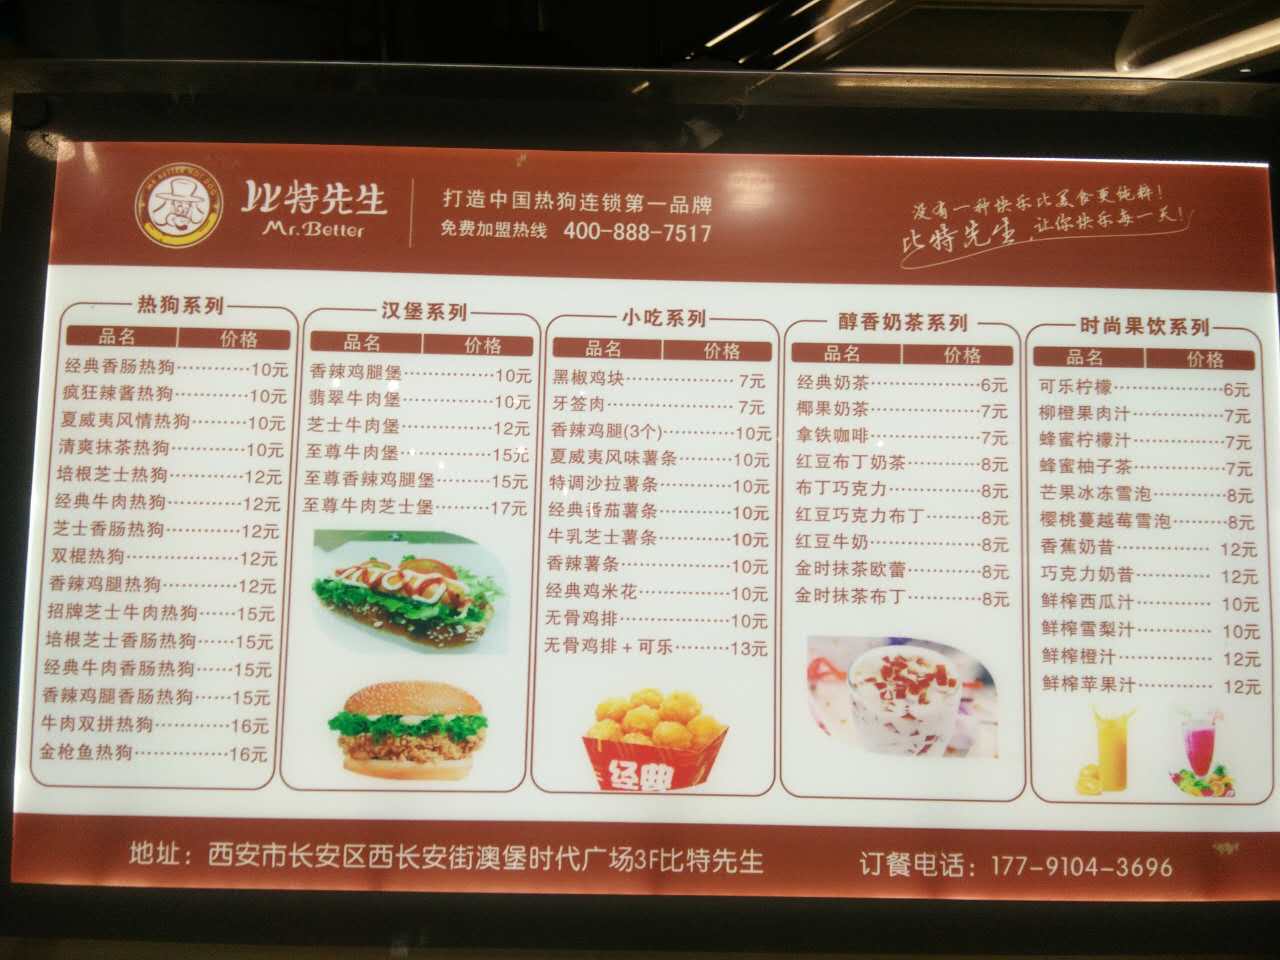 比特先生
Mr.Better
打造中国热狗连锁第一品牌
免费加盟热线 400-888-7517
没有一种快乐比美食更纯粹!
比特先生,让你快乐每一天!
热狗系列
品名 价格
经典香肠热狗…………10元
疯狂辣酱热狗…………10元
夏威夷风情热狗………10元
清爽抹茶热狗…………10元
培根芝士热狗…………12元
经典牛肉热狗…………12元
芝士香肠热狗…………12元
双棍热狗………………12元
香辣鸡腿热狗…………12元
招牌芝士牛肉热狗……15元
培根芝士香肠热狗……15元
经典牛肉香肠热狗……15元
香辣鸡腿香肠热狗……15元
牛肉双拼热狗…………16元
金枪鱼热狗……………16元
汉堡系列
品名 价格
香辣鸡腿堡……………10元
翡翠牛肉堡……………10元
芝士牛肉堡……………12元
至尊牛肉堡……………15元
至尊香辣鸡腿堡………15元
至尊牛肉芝士堡………17元
小吃系列
品名 价格
黑椒鸡块………………7元
牙签肉…………………7元
香辣鸡腿(3个)…………10元
夏威夷风味薯条………10元
特调沙拉薯条…………10元
经典番茄薯条…………10元
牛乳芝士薯条…………10元
香辣薯条………………10元
经典鸡米花……………10元
无骨鸡排………………10元
无骨鸡排+可乐………13元
经典
醇香奶茶系列
品名 价格
经典奶茶………………6元
椰果奶茶………………7元
拿铁咖啡………………7元
红豆布丁奶茶…………8元
布丁巧克力……………8元
红豆巧克力布丁………8元
红豆牛奶………………8元
金时抹茶欧蕾…………8元
金时抹茶布丁…………8元
时尚果饮系列
品名 价格
可乐柠檬………………6元
柳橙果肉汁……………7元
蜂蜜柠檬汁……………7元
蜂蜜柚子茶……………7元
芒果冰冻雪泡…………8元
樱桃蔓越莓雪泡………8元
香蕉奶昔……………12元
巧克力奶昔…………12元
鲜榨西瓜汁…………10元
鲜榨雪梨汁…………10元
鲜榨橙汁……………12元
鲜榨苹果汁…………12元
地址：西安市长安区西长安街澳堡时代广场3F比特先生
订餐电话：177-9104-3696